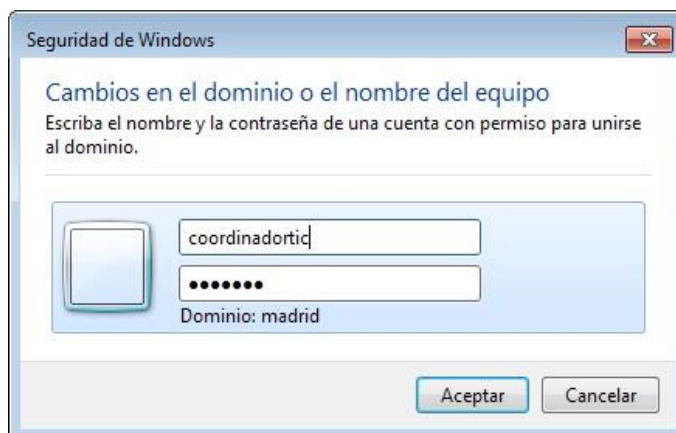 Seguridad de Windows
Cambios en el dominio o el nombre del equipo
Escriba el nombre y la contraseña de una cuenta con permiso para unirse
al dominio.
coordinadortic
●●●●●●●
Dominio: madrid
Aceptar
Cancelar